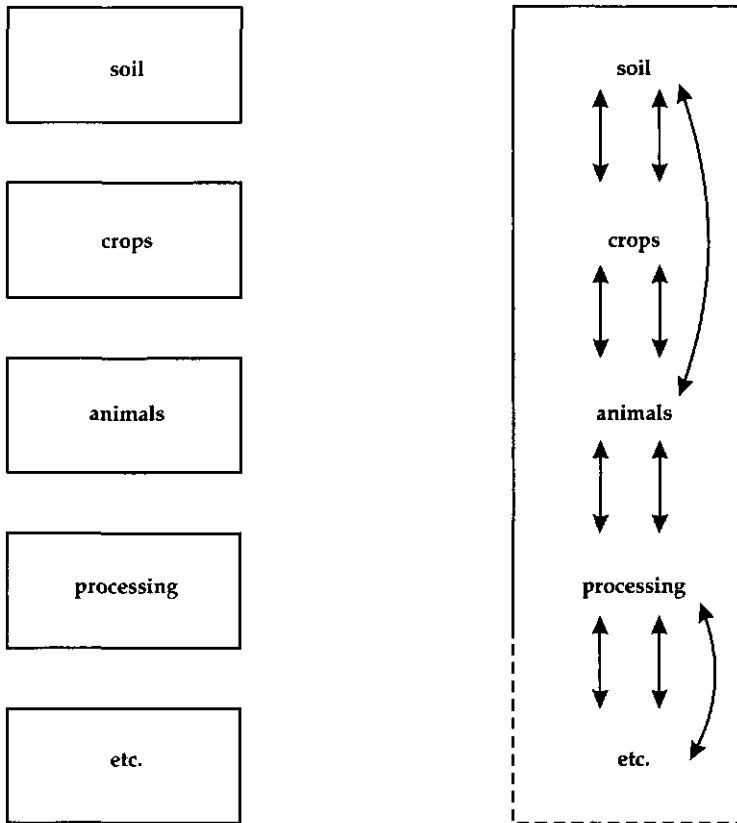 soil
crops
animals
processing
etc.
soil
crops
animals
processing
etc.